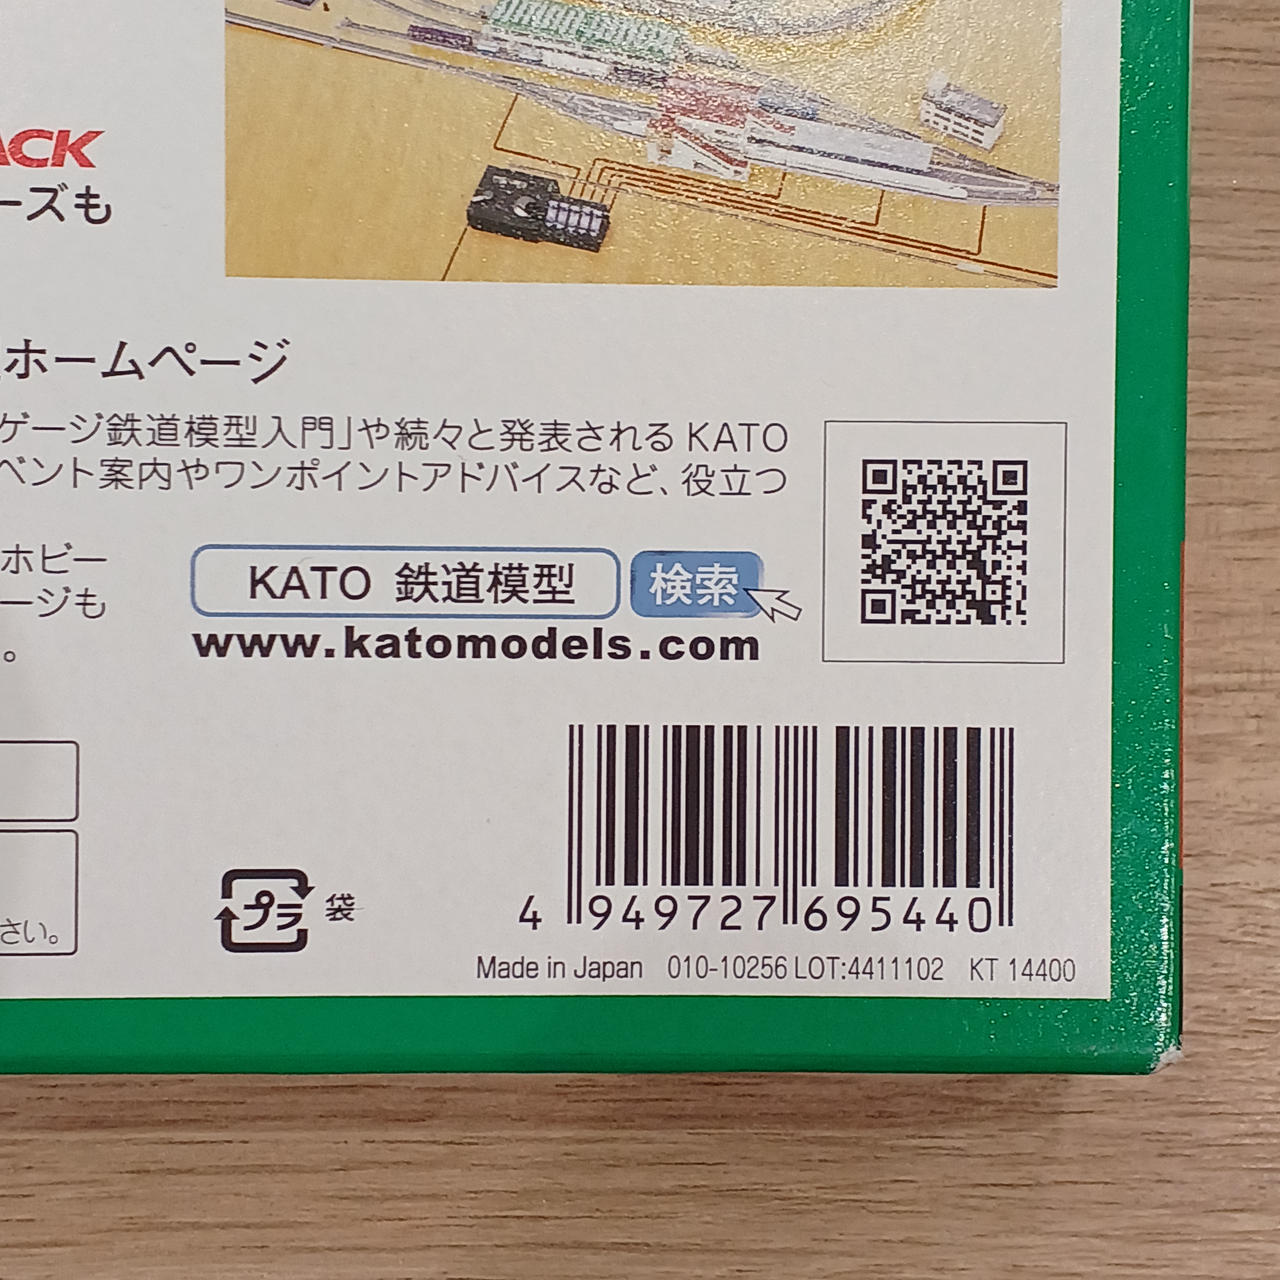 ACK
ーズも
ホームページ
ゲージ鉄道模型入門」や続々と発表されるKATO
ベント案内やワンポイントアドバイスなど、役立つ
ホビー
ージも
。
KATO 鉄道模型 検索
www.katomodels.com
さい。
プラ 袋
4 949727 695440
Made in Japan 010-10256 LOT:4411102 KT 14400